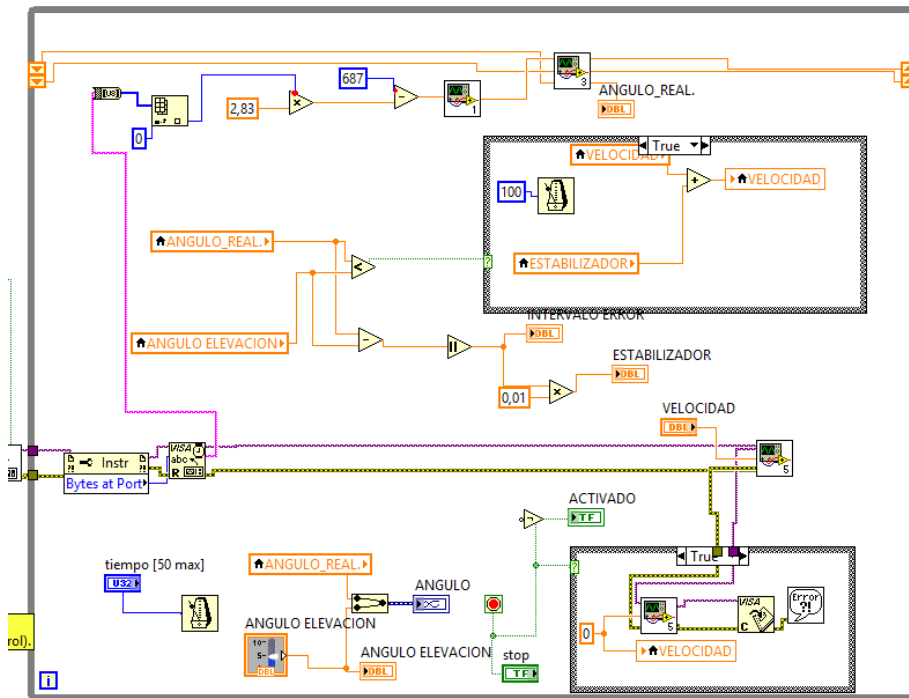 3
687
ANGULO_REAL.
DBL
[U8]
2,83
1
0
True
VELOCIDAD
VELOCIDAD
100
ANGULO_REAL.
ESTABILIZADOR
INTERVALO ERROR
DBL
ANGULO ELEVACION
ESTABILIZADOR
DBL
0,01
VELOCIDAD
DBL
VISA
abc
R
5
Instr
Bytes at Port
ACTIVADO
TF
True
tiempo [50 max]
U32
ANGULO_REAL.
ANGULO
VISA
C
Error
?!
5
0
ANGULO ELEVACION
10-
5-
DBL
ANGULO ELEVACION
DBL
stop
TF
VELOCIDAD
rol).
i